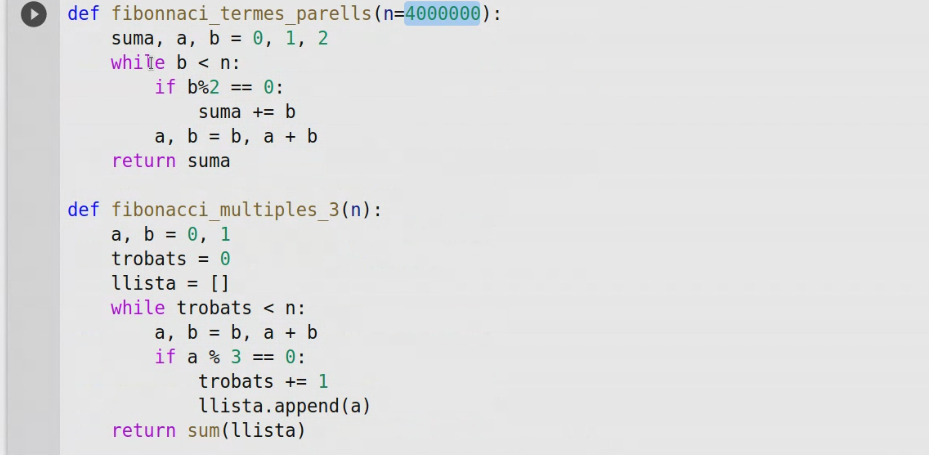 def fibonnaci_termes_parells(n=4000000):
    suma, a, b = 0, 1, 2
    while b < n:
        if b%2 == 0:
            suma += b
        a, b = b, a + b
    return suma

def fibonacci_multiples_3(n):
    a, b = 0, 1
    trobats = 0
    llista = []
    while trobats < n:
        a, b = b, a + b
        if a % 3 == 0:
            trobats += 1
            llista.append(a)
    return sum(llista)